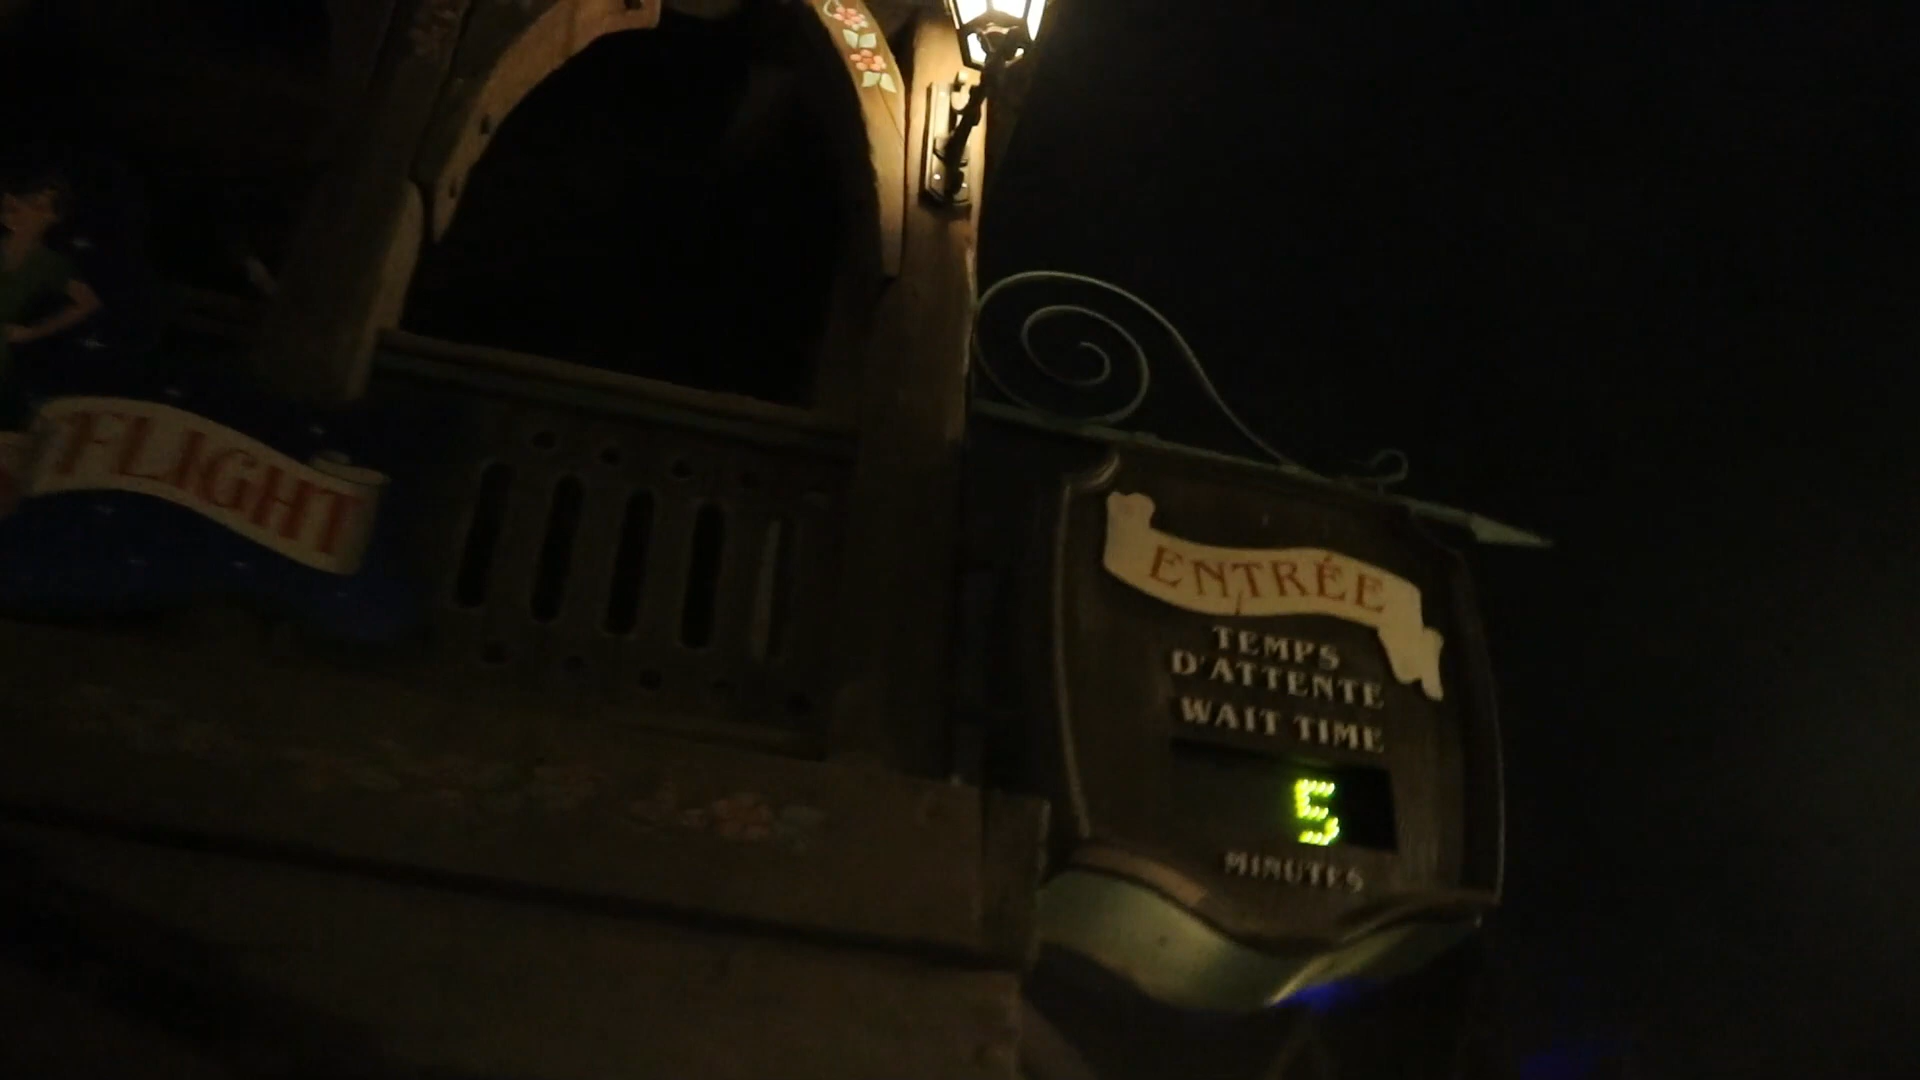 FLIGHT
ENTRÉE
TEMPS
D'ATTENTE
WAIT TIME
5
MINUTES